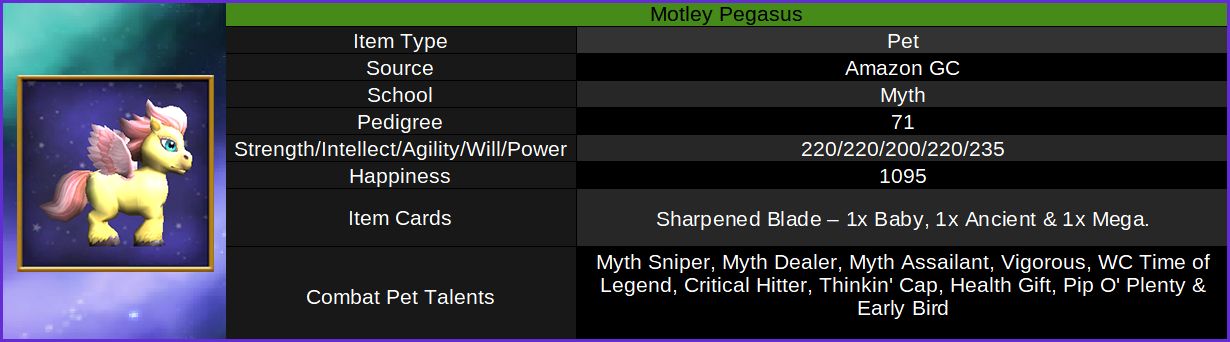 Motley Pegasus
Item Type Pet
Source Amazon GC
School Myth
Pedigree 71
Strength/Intellect/Agility/Will/Power 220/220/200/220/235
Happiness 1095
Item Cards Sharpened Blade – 1x Baby, 1x Ancient & 1x Mega.
Combat Pet Talents Myth Sniper, Myth Dealer, Myth Assailant, Vigorous, WC Time of
Legend, Critical Hitter, Thinkin' Cap, Health Gift, Pip O' Plenty &
Early Bird